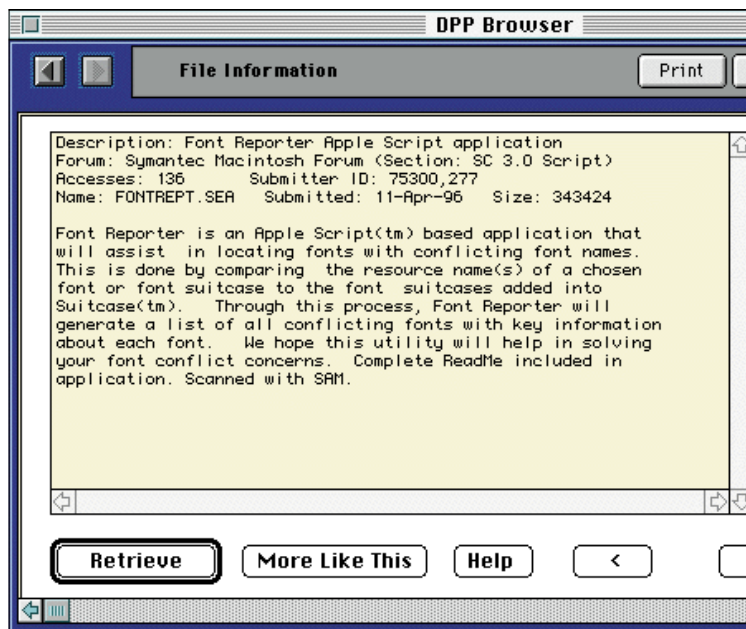 DPP Browser
File Information
Print
Description: Font Reporter Apple Script application
Forum: Symantec Macintosh Forum (Section: SC 3.0 Script)
Accesses: 136 Submitter ID: 75300,277
Name: FONTREPT.SEA Submitted: 11-Apr-96 Size: 343424
Font Reporter is an Apple Script(tm) based application that
will assist in locating fonts with conflicting font names.
This is done by comparing the resource name(s) of a chosen
font or font suitcase to the font suitcases added into
Suitcase(tm). Through this process, Font Reporter will
generate a list of all conflicting fonts with key information
about each font. We hope this utility will help in solving
your font conflict concerns. Complete ReadMe included in
application. Scanned with SAM.
Retrieve More Like This Help <